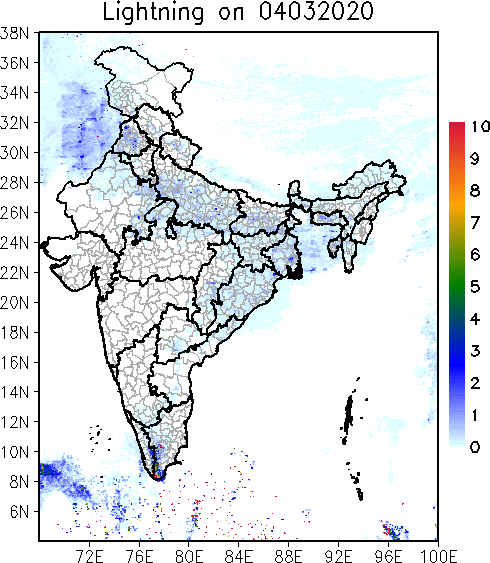 Lightning on 04032020
38N
36N
34N
32N
30N
28N
26N
24N
22N
20N
18N
16N
14N
12N
10N
8N
6N
72E 76E 80E 84E 88E 92E 96E 100E
10
9
8
7
6
5
4
3
2
1
0